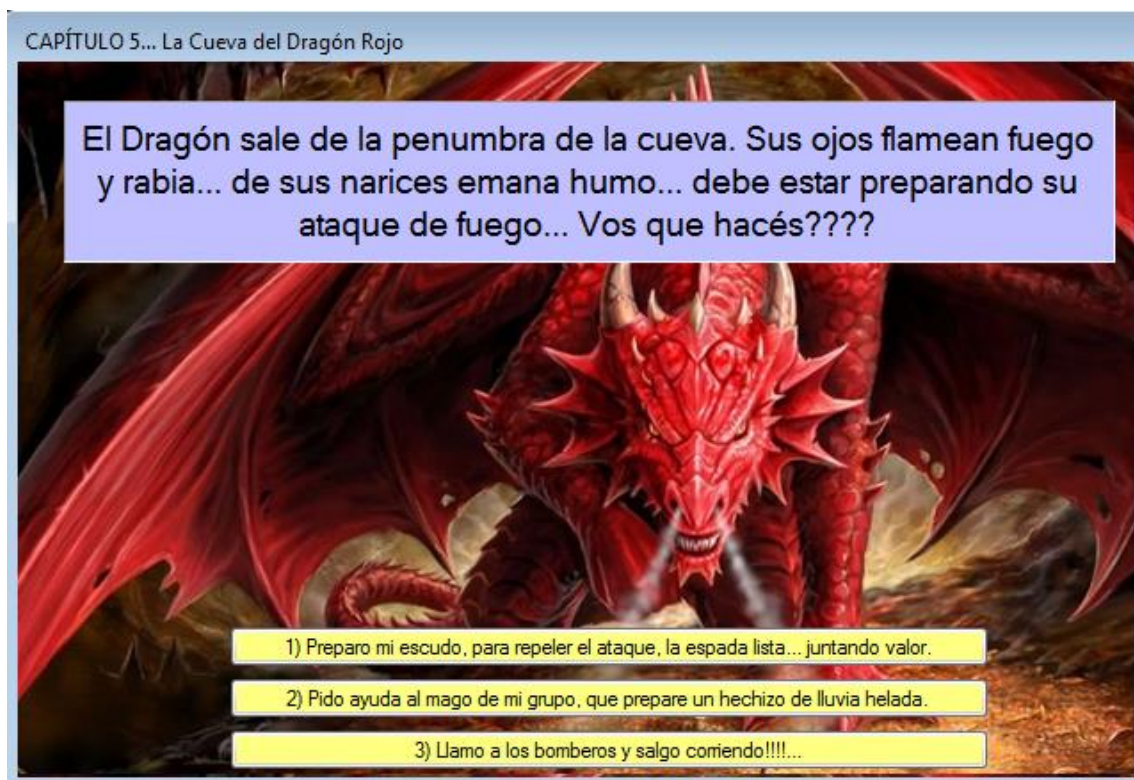 CAPÍTULO 5... La Cueva del Dragón Rojo
El Dragón sale de la penumbra de la cueva. Sus ojos flamean fuego
y rabia... de sus narices emana humo... debe estar preparando su
ataque de fuego... Vos que hacés????
1) Preparo mi escudo, para repeler el ataque, la espada lista... juntando valor.
2) Pido ayuda al mago de mi grupo, que prepare un hechizo de lluvia helada.
3) Llamo a los bomberos y salgo corriendo!!!!...